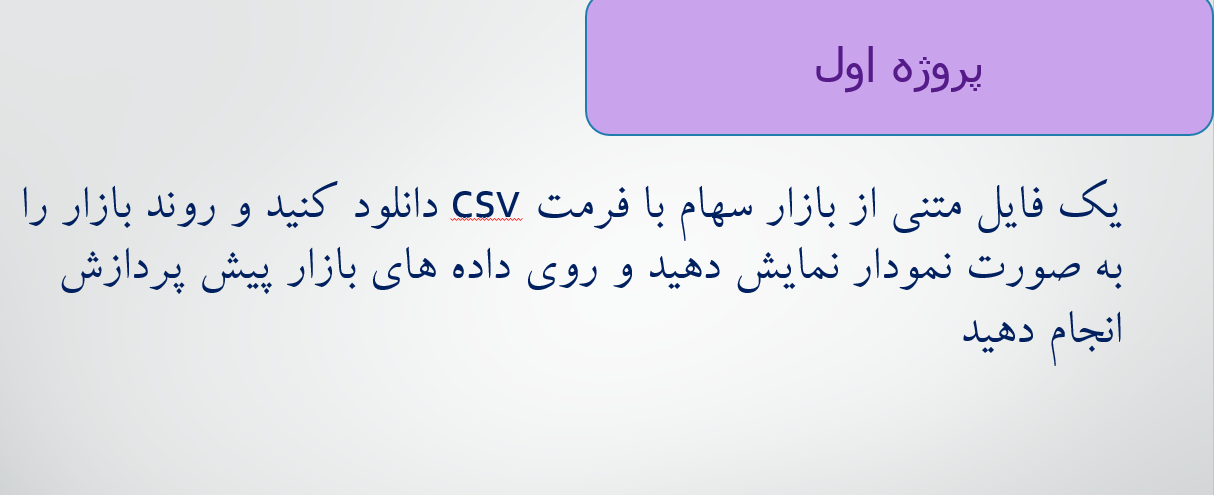 پروژه اول
یک فایل متنی از بازار سهام با فرمت csv دانلود کنید و روند بازار را
به صورت نمودار نمایش دهید و روی داده های بازار پیش پردازش
انجام دهید